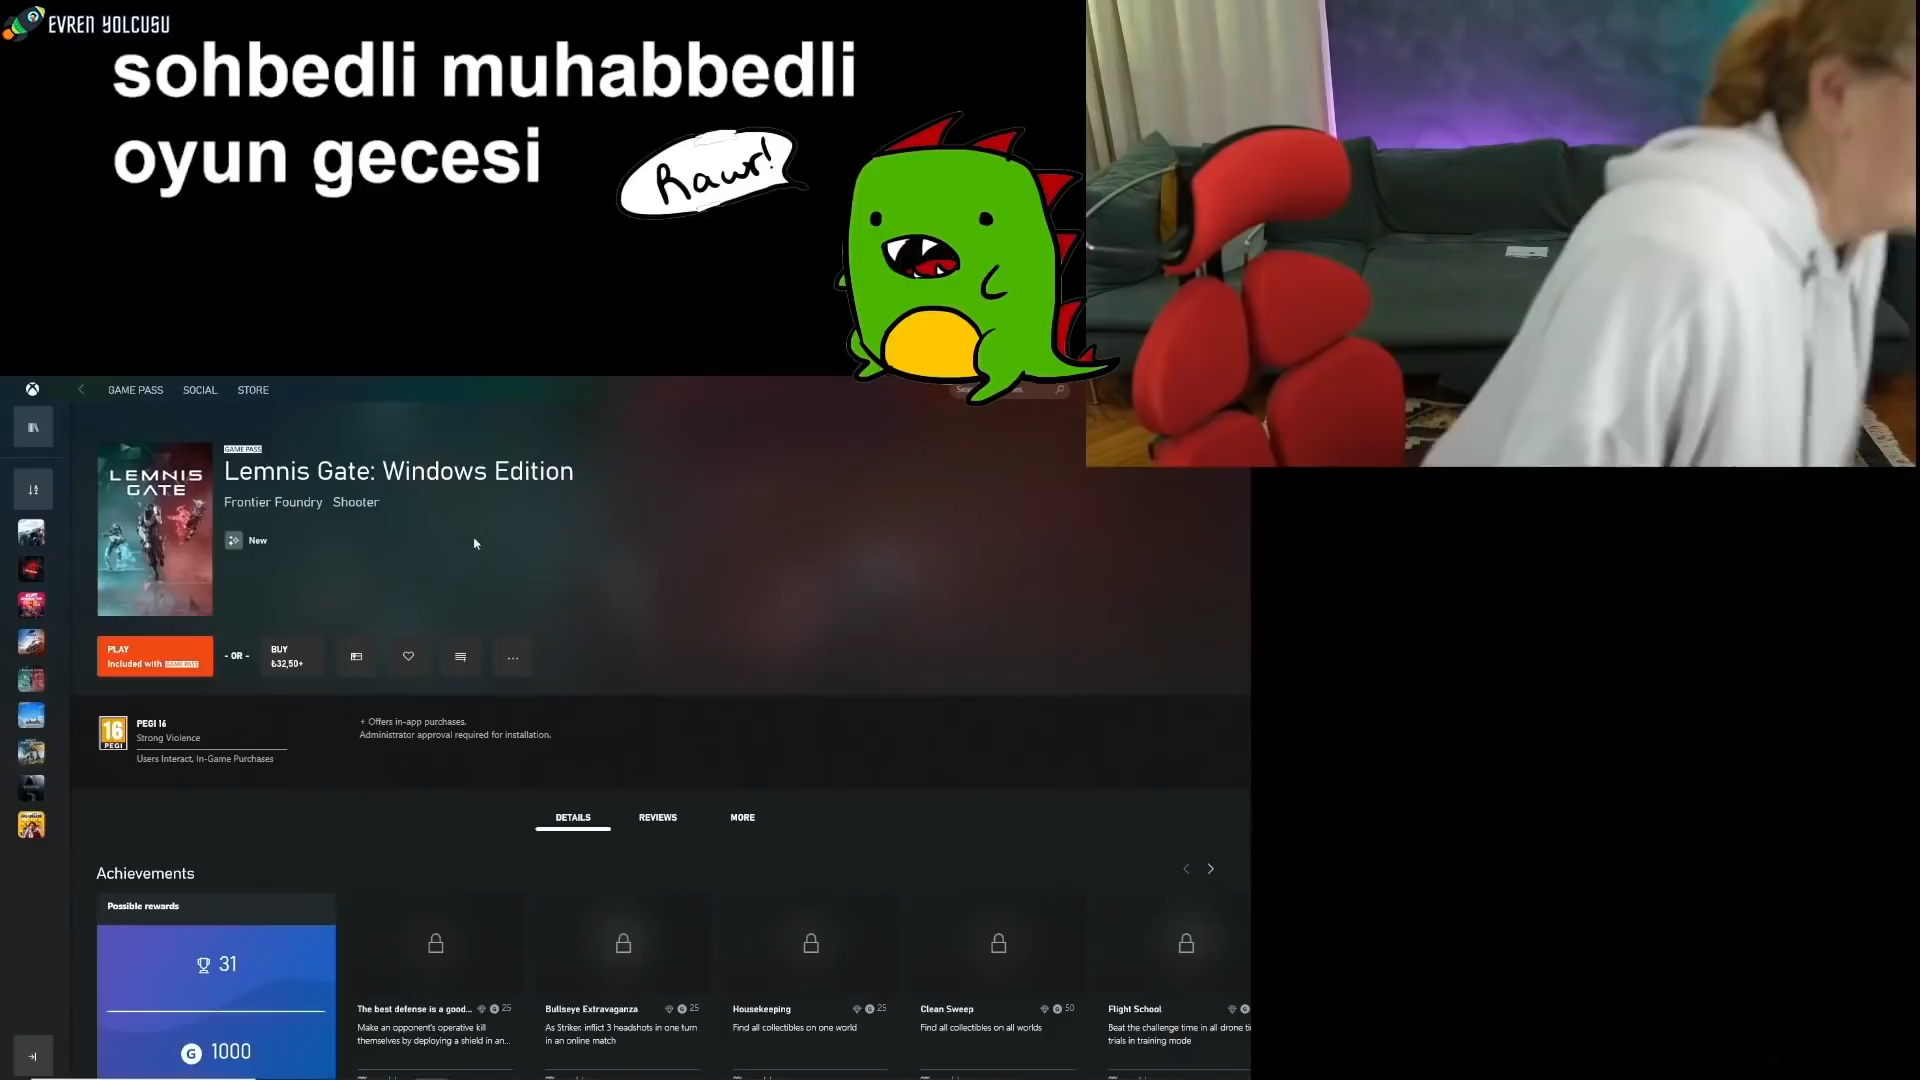 EVREN YOLCUSU
sohbedli muhabbedli
oyun gecesi
Rawr!
GAME PASS
SOCIAL
STORE
LEMNIS
GATE
GAME PASS
Lemnis Gate: Windows Edition
Frontier Foundry Shooter
New
PLAY
Included with GAME PASS
- OR -
BUY
₺32,50+
...
16
PEGI
PEGI 16
Strong Violence
Users Interact, In-Game Purchases
+ Offers in-app purchases.
Administrator approval required for installation.
DETAILS
REVIEWS
MORE
Achievements
Possible rewards
31
G 1000
The best defense is a good... G 25
Make an opponent's operative kill
themselves by deploying a shield in an...
Bullseye Extravaganza G 25
As Striker: inflict 3 headshots in one turn
in an online match
Housekeeping G 25
Find all collectibles on one world
Clean Sweep G 50
Find all collectibles on all worlds
Flight School G
Beat the challenge time in all drone
trials in training mode